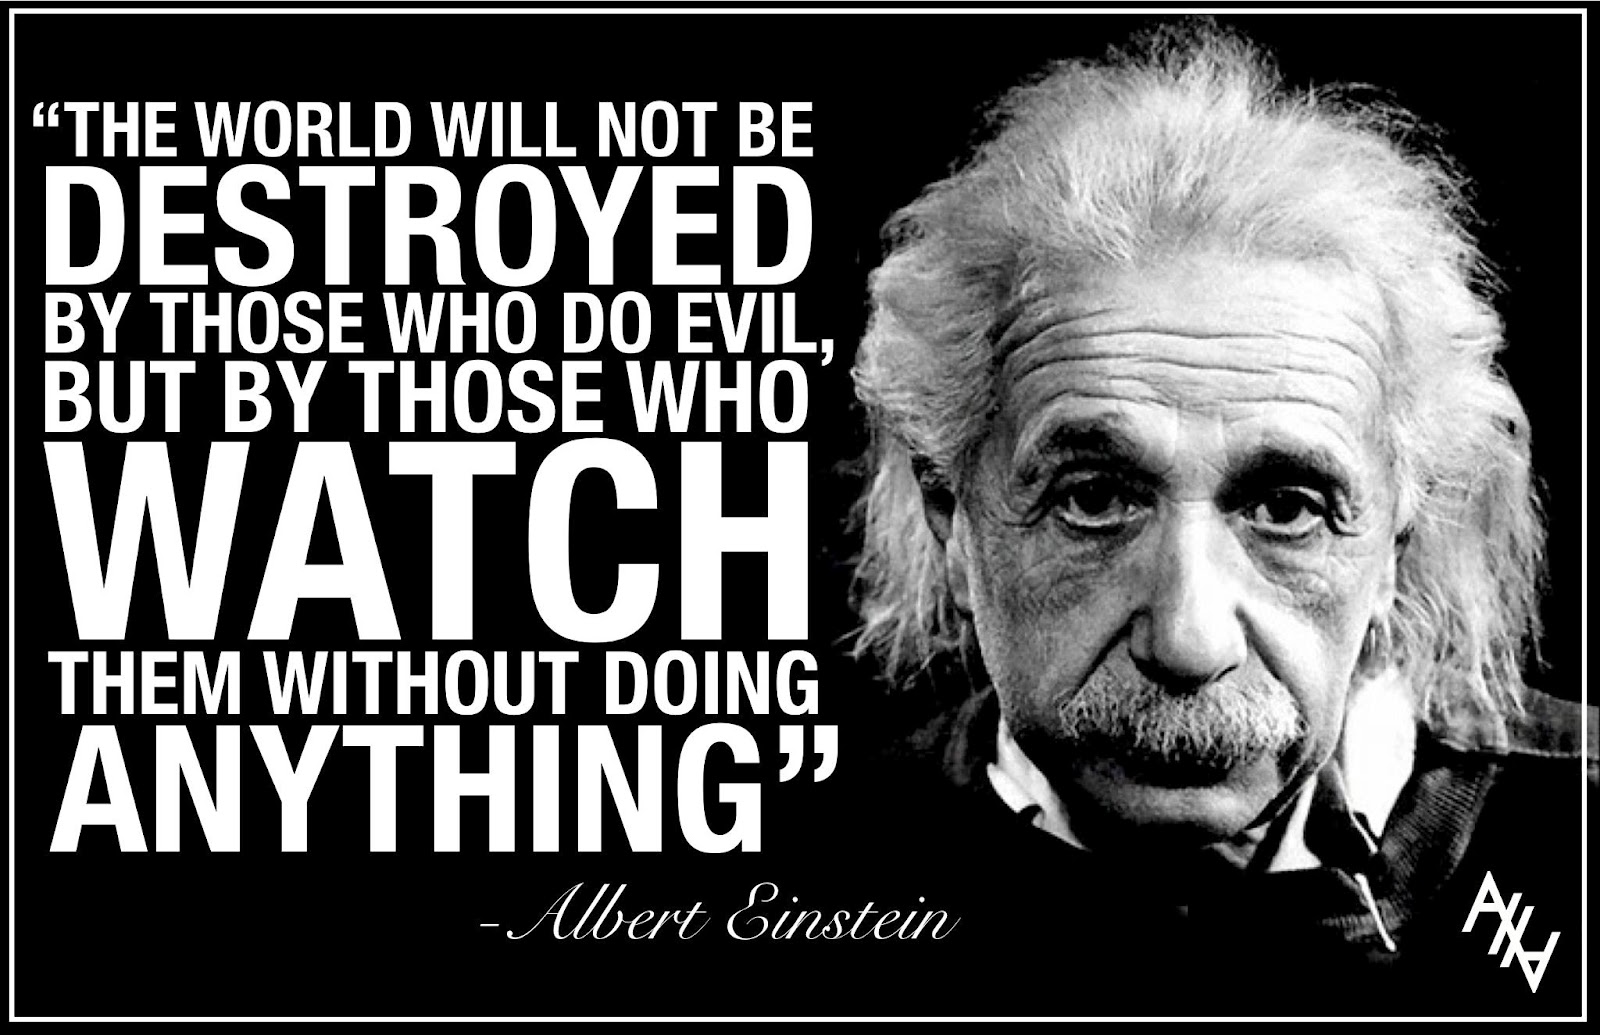 “THE WORLD WILL NOT BE
DESTROYED
BY THOSE WHO DO EVIL,
BUT BY THOSE WHO
WATCH
THEM WITHOUT DOING
ANYTHING”
-Albert Einstein